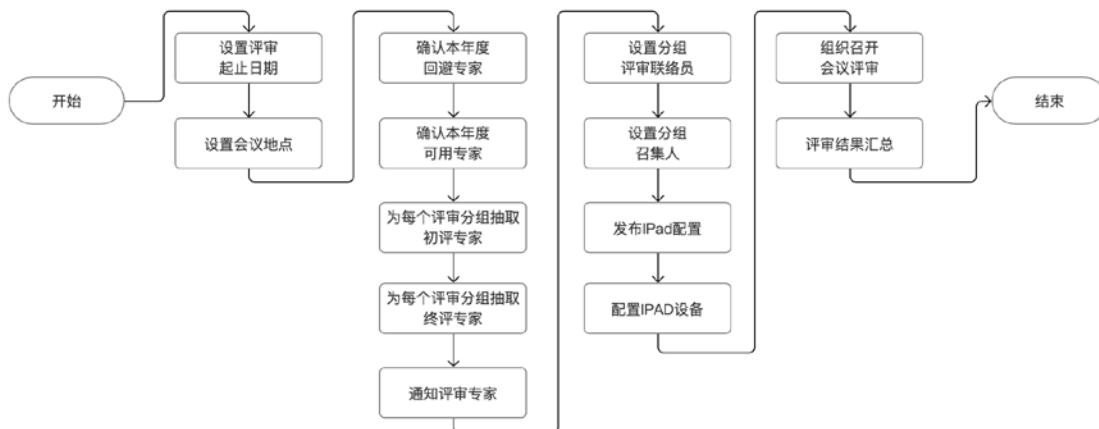 开始
设置评审
起止日期
设置会议地点
确认本年度
回避专家
确认本年度
可用专家
为每个评审分组抽取
初评专家
为每个评审分组抽取
终评专家
通知评审专家
设置分组
评审联络员
设置分组
召集人
发布IPad配置
配置IPAD设备
组织召开
会议评审
评审结果汇总
结束